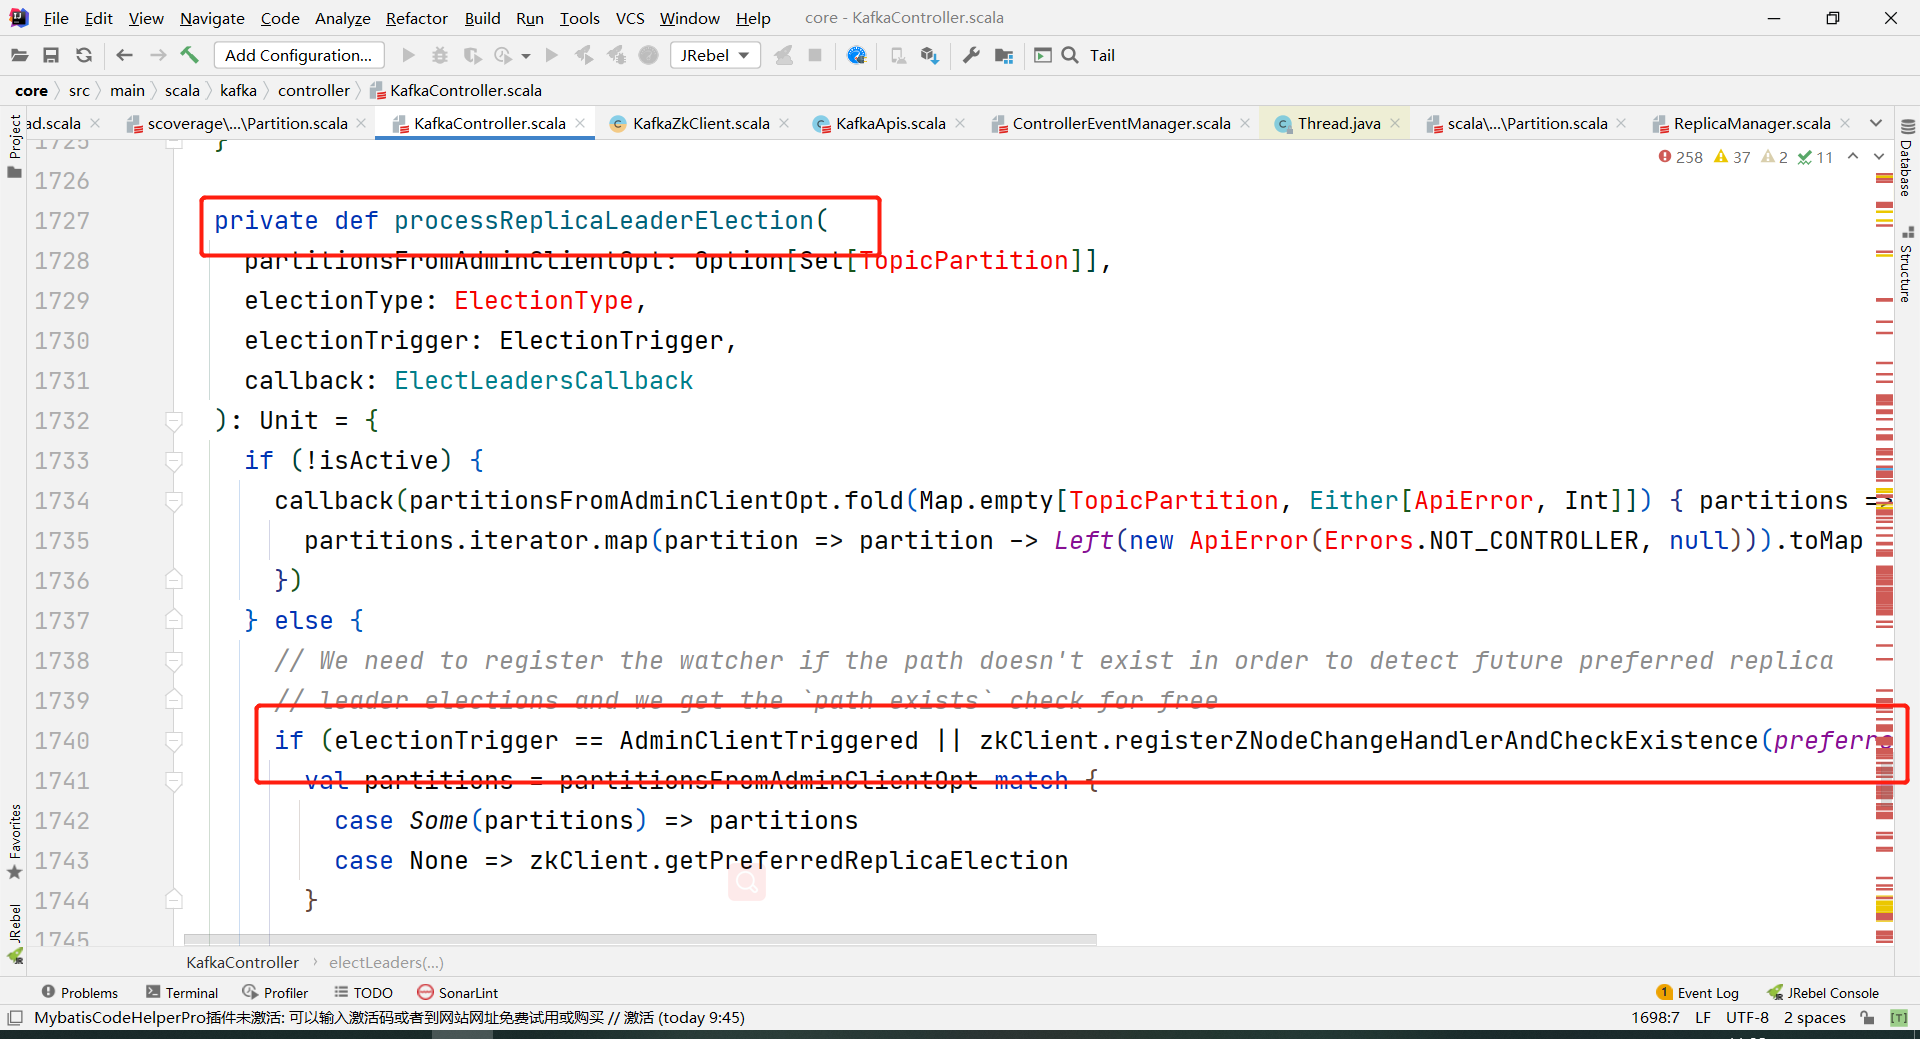 File Edit View Navigate Code Analyze Refactor Build Run Tools VCS Window Help core - KafkaController.scala
Add Configuration... JRebel Tail
core src main scala kafka controller KafkaController.scala
ad.scala scoverage\...\Partition.scala KafkaController.scala KafkaZkClient.scala KafkaApis.scala ControllerEventManager.scala Thread.java scala\...\Partition.scala ReplicaManager.scala
Project
Database
Structure
Favorites
JRebel
258 37 2 11
1725 }
1726
1727 private def processReplicaLeaderElection(
1728 partitionsFromAdminClientOpt: Option[Set[TopicPartition]],
1729 electionType: ElectionType,
1730 electionTrigger: ElectionTrigger,
1731 callback: ElectLeadersCallback
1732 ): Unit = {
1733 if (!isActive) {
1734 callback(partitionsFromAdminClientOpt.fold(Map.empty[TopicPartition, Either[ApiError, Int]]) { partitions =>
1735 partitions.iterator.map(partition => partition -> Left(new ApiError(Errors.NOT_CONTROLLER, null))).toMap
1736 })
1737 } else {
1738 // We need to register the watcher if the path doesn't exist in order to detect future preferred replica
1739 // leader elections and we get the `path exists` check for free
1740 if (electionTrigger == AdminClientTriggered || zkClient.registerZNodeChangeHandlerAndCheckExistence(preferre
1741 val partitions = partitionsFromAdminClientOpt match {
1742 case Some(partitions) => partitions
1743 case None => zkClient.getPreferredReplicaElection
1744 }
1745
KafkaController electLeaders(...)
Problems Terminal Profiler TODO SonarLint 1 Event Log JRebel Console
MybatisCodeHelperPro插件未激活: 可以输入激活码或者到网站网址免费试用或购买 // 激活 (today 9:45) 1698:7 LF UTF-8 2 spaces [T]